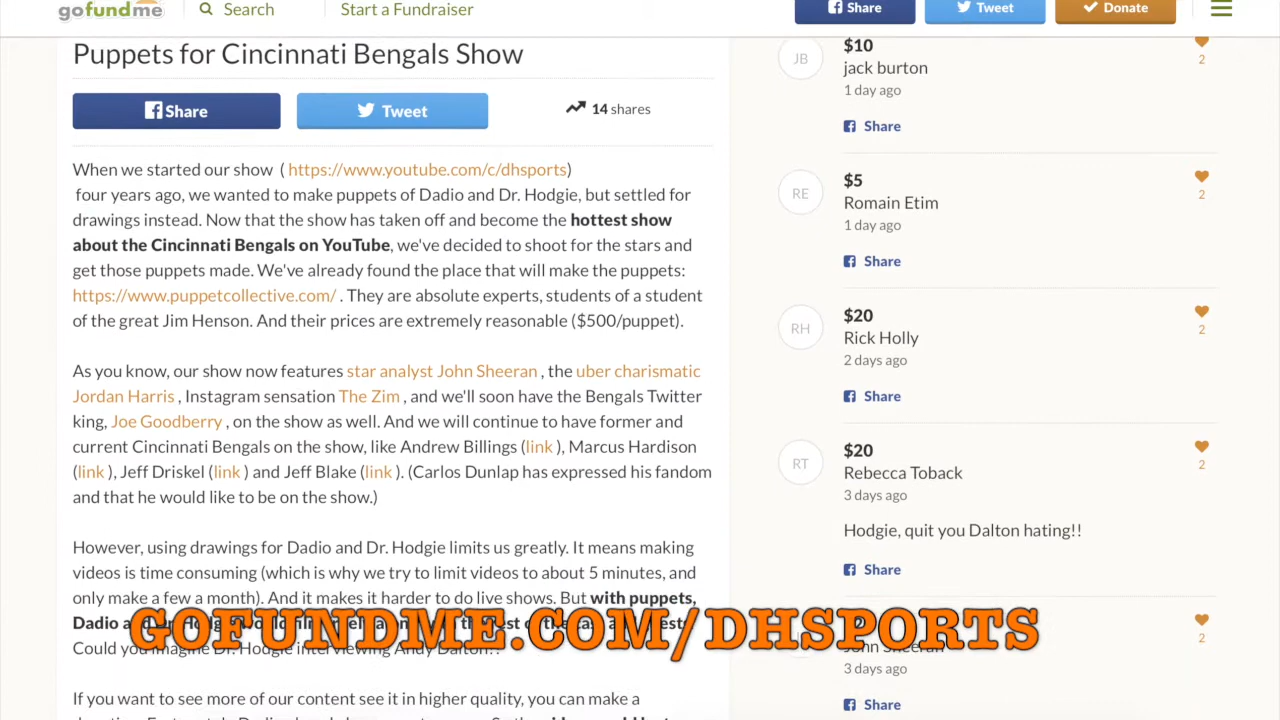 gofundme
Search
Start a Fundraiser
Share
Tweet
Donate
Puppets for Cincinnati Bengals Show
Share
Tweet
14 shares
When we started our show ( https://www.youtube.com/c/dhsports)
four years ago, we wanted to make puppets of Dadio and Dr. Hodgie, but settled for
drawings instead. Now that the show has taken off and become the hottest show
about the Cincinnati Bengals on YouTube, we've decided to shoot for the stars and
get those puppets made. We've already found the place that will make the puppets:
https://www.puppetcollective.com/ . They are absolute experts, students of a student
of the great Jim Henson. And their prices are extremely reasonable ($500/puppet).
As you know, our show now features star analyst John Sheeran , the uber charismatic
Jordan Harris , Instagram sensation The Zim , and we'll soon have the Bengals Twitter
king, Joe Goodberry , on the show as well. And we will continue to have former and
current Cincinnati Bengals on the show, like Andrew Billings (link ), Marcus Hardison
(link ), Jeff Driskel (link ) and Jeff Blake (link ). (Carlos Dunlap has expressed his fandom
and that he would like to be on the show.)
However, using drawings for Dadio and Dr. Hodgie limits us greatly. It means making
videos is time consuming (which is why we try to limit videos to about 5 minutes, and
only make a few a month). And it makes it harder to do live shows. But with puppets,
Dadio
Could you imagine Dr. Hodgie interviewing Andy Dalton??
If you want to see more of our content see it in higher quality, you can make a
GOFUNDME.COM/DHSPORTS
JB
$10
jack burton
1 day ago
Share
2
RE
$5
Romain Etim
1 day ago
Share
2
RH
$20
Rick Holly
2 days ago
Share
2
RT
$20
Rebecca Toback
3 days ago
Hodgie, quit you Dalton hating!!
Share
2
John Sheeran
3 days ago
Share
2